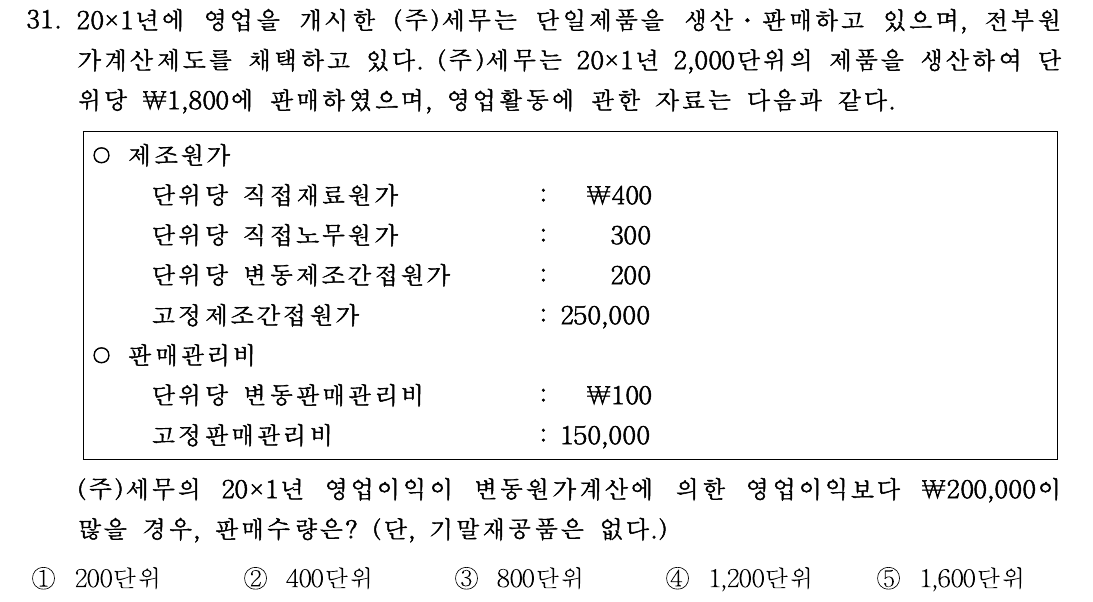 31. 20×1년에 영업을 개시한 (주)세무는 단일제품을 생산·판매하고 있으며, 전부원
가계산제도를 채택하고 있다. (주)세무는 20×1년 2,000단위의 제품을 생산하여 단
위당 ₩1,800에 판매하였으며, 영업활동에 관한 자료는 다음과 같다.
○ 제조원가
단위당 직접재료원가 : ₩400
단위당 직접노무원가 : 300
단위당 변동제조간접원가 : 200
고정제조간접원가 : 250,000
○ 판매관리비
단위당 변동판매관리비 : ₩100
고정판매관리비 : 150,000
(주)세무의 20×1년 영업이익이 변동원가계산에 의한 영업이익보다 ₩200,000이
많을 경우, 판매수량은? (단, 기말재공품은 없다.)
① 200단위 ② 400단위 ③ 800단위 ④ 1,200단위 ⑤ 1,600단위